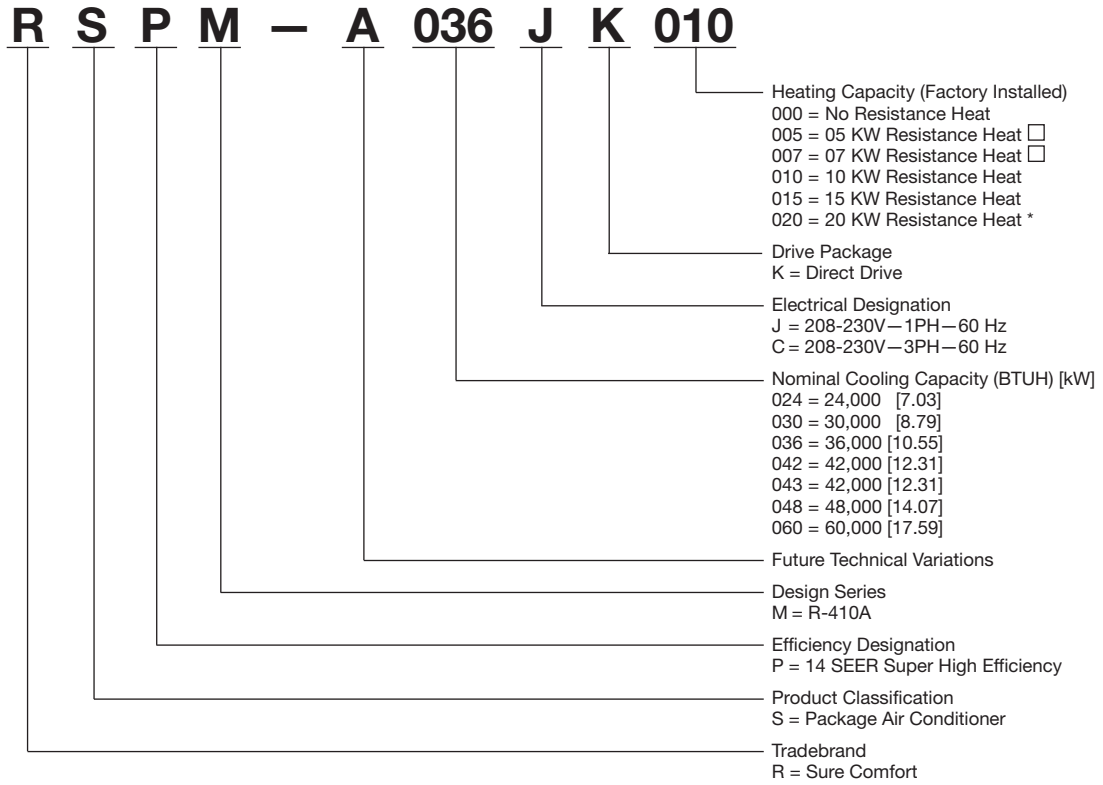 R S P M — A 036 J K 010
Heating Capacity (Factory Installed)
000 = No Resistance Heat
005 = 05 KW Resistance Heat □
007 = 07 KW Resistance Heat □
010 = 10 KW Resistance Heat
015 = 15 KW Resistance Heat
020 = 20 KW Resistance Heat *
Drive Package
K = Direct Drive
Electrical Designation
J = 208-230V—1PH—60 Hz
C = 208-230V—3PH—60 Hz
Nominal Cooling Capacity (BTUH) [kW]
024 = 24,000 [7.03]
030 = 30,000 [8.79]
036 = 36,000 [10.55]
042 = 42,000 [12.31]
043 = 42,000 [12.31]
048 = 48,000 [14.07]
060 = 60,000 [17.59]
Future Technical Variations
Design Series
M = R-410A
Efficiency Designation
P = 14 SEER Super High Efficiency
Product Classification
S = Package Air Conditioner
Tradebrand
R = Sure Comfort